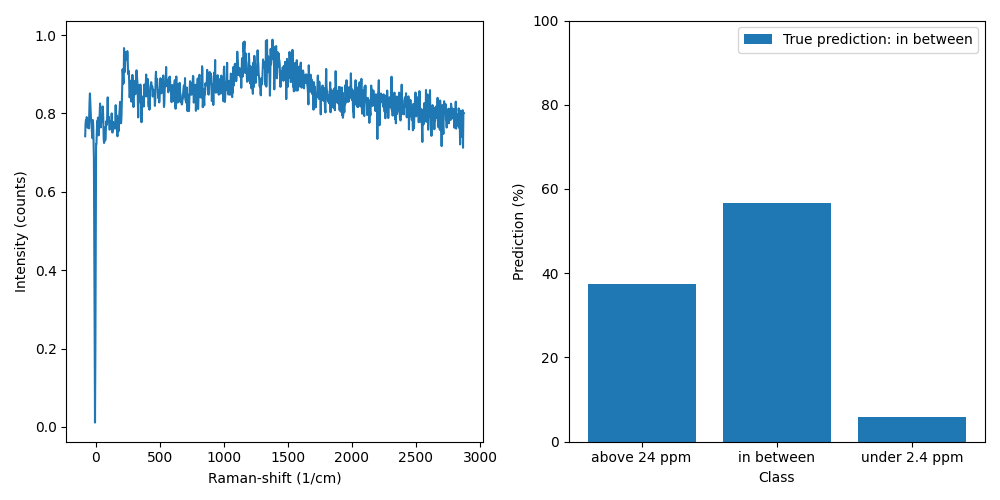 1.0
0.8
0.6
0.4
0.2
0.0
Intensity (counts)
0 500 1000 1500 2000 2500 3000
Raman-shift (1/cm)
100
80
60
40
20
0
Prediction (%)
True prediction: in between
above 24 ppm in between under 2.4 ppm
Class